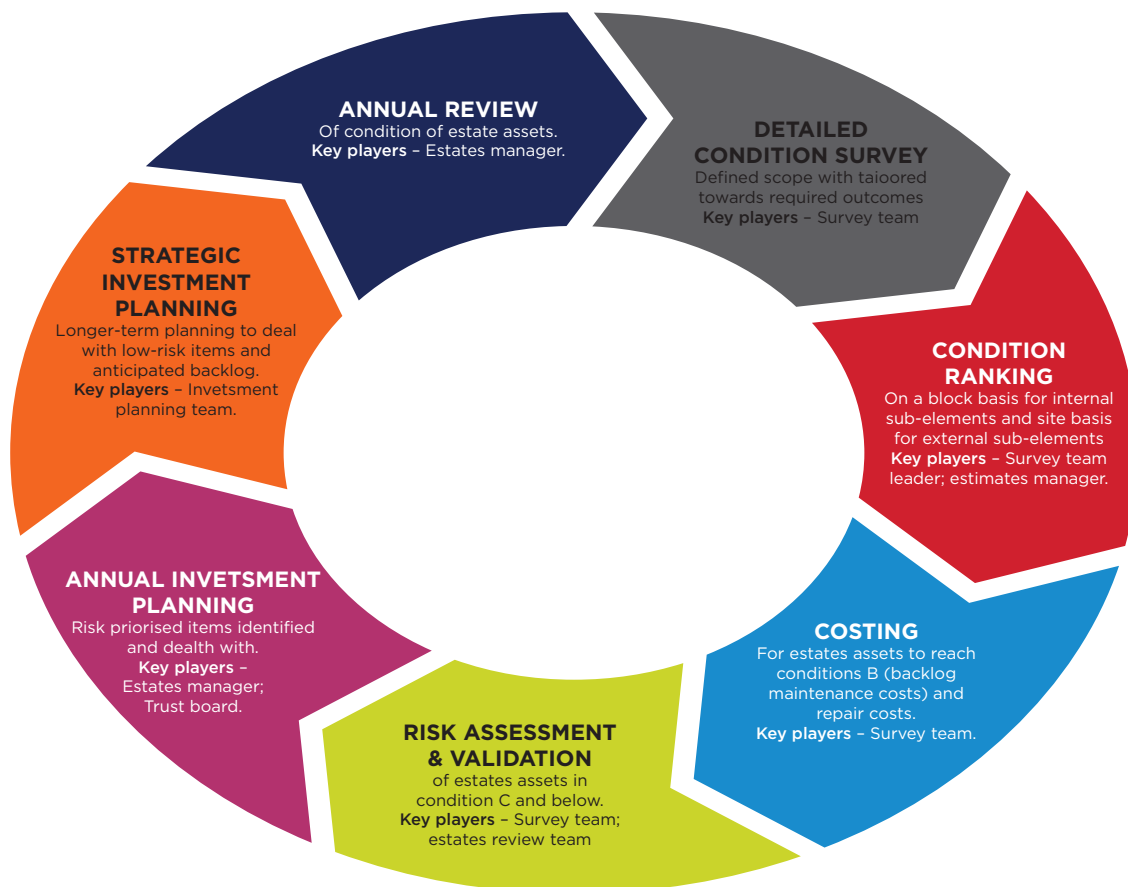 ANNUAL REVIEW
Of condition of estate assets.
Key players – Estates manager.
DETAILED
CONDITION SURVEY
Defined scope with taioored
towards required outcomes
Key players – Survey team
CONDITION
RANKING
On a block basis for internal
sub-elements and site basis
for external sub-elements
Key players – Survey team
leader; estimates manager.
COSTING
For estates assets to reach
conditions B (backlog
maintenance costs) and
repair costs.
Key players – Survey team.
RISK ASSESSMENT
& VALIDATION
of estates assets in
condition C and below.
Key players – Survey team;
estates review team
ANNUAL INVETSMENT
PLANNING
Risk priorised items identified
and dealth with.
Key players –
Estates manager;
Trust board.
STRATEGIC
INVESTMENT
PLANNING
Longer-term planning to deal
with low-risk items and
anticipated backlog.
Key players – Invetsment
planning team.